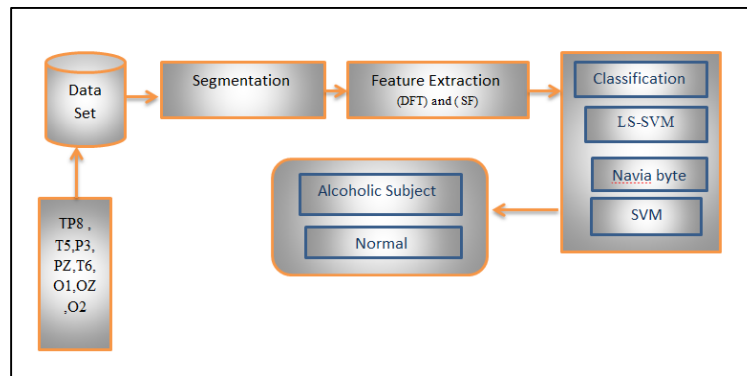 Data
Set
Segmentation
Feature Extraction
(DFT) and ( SF)
Classification
LS-SVM
Navia byte
SVM
Alcoholic Subject
Normal
TP8 ,
T5,P3,
PZ,T6,
O1,OZ
,O2